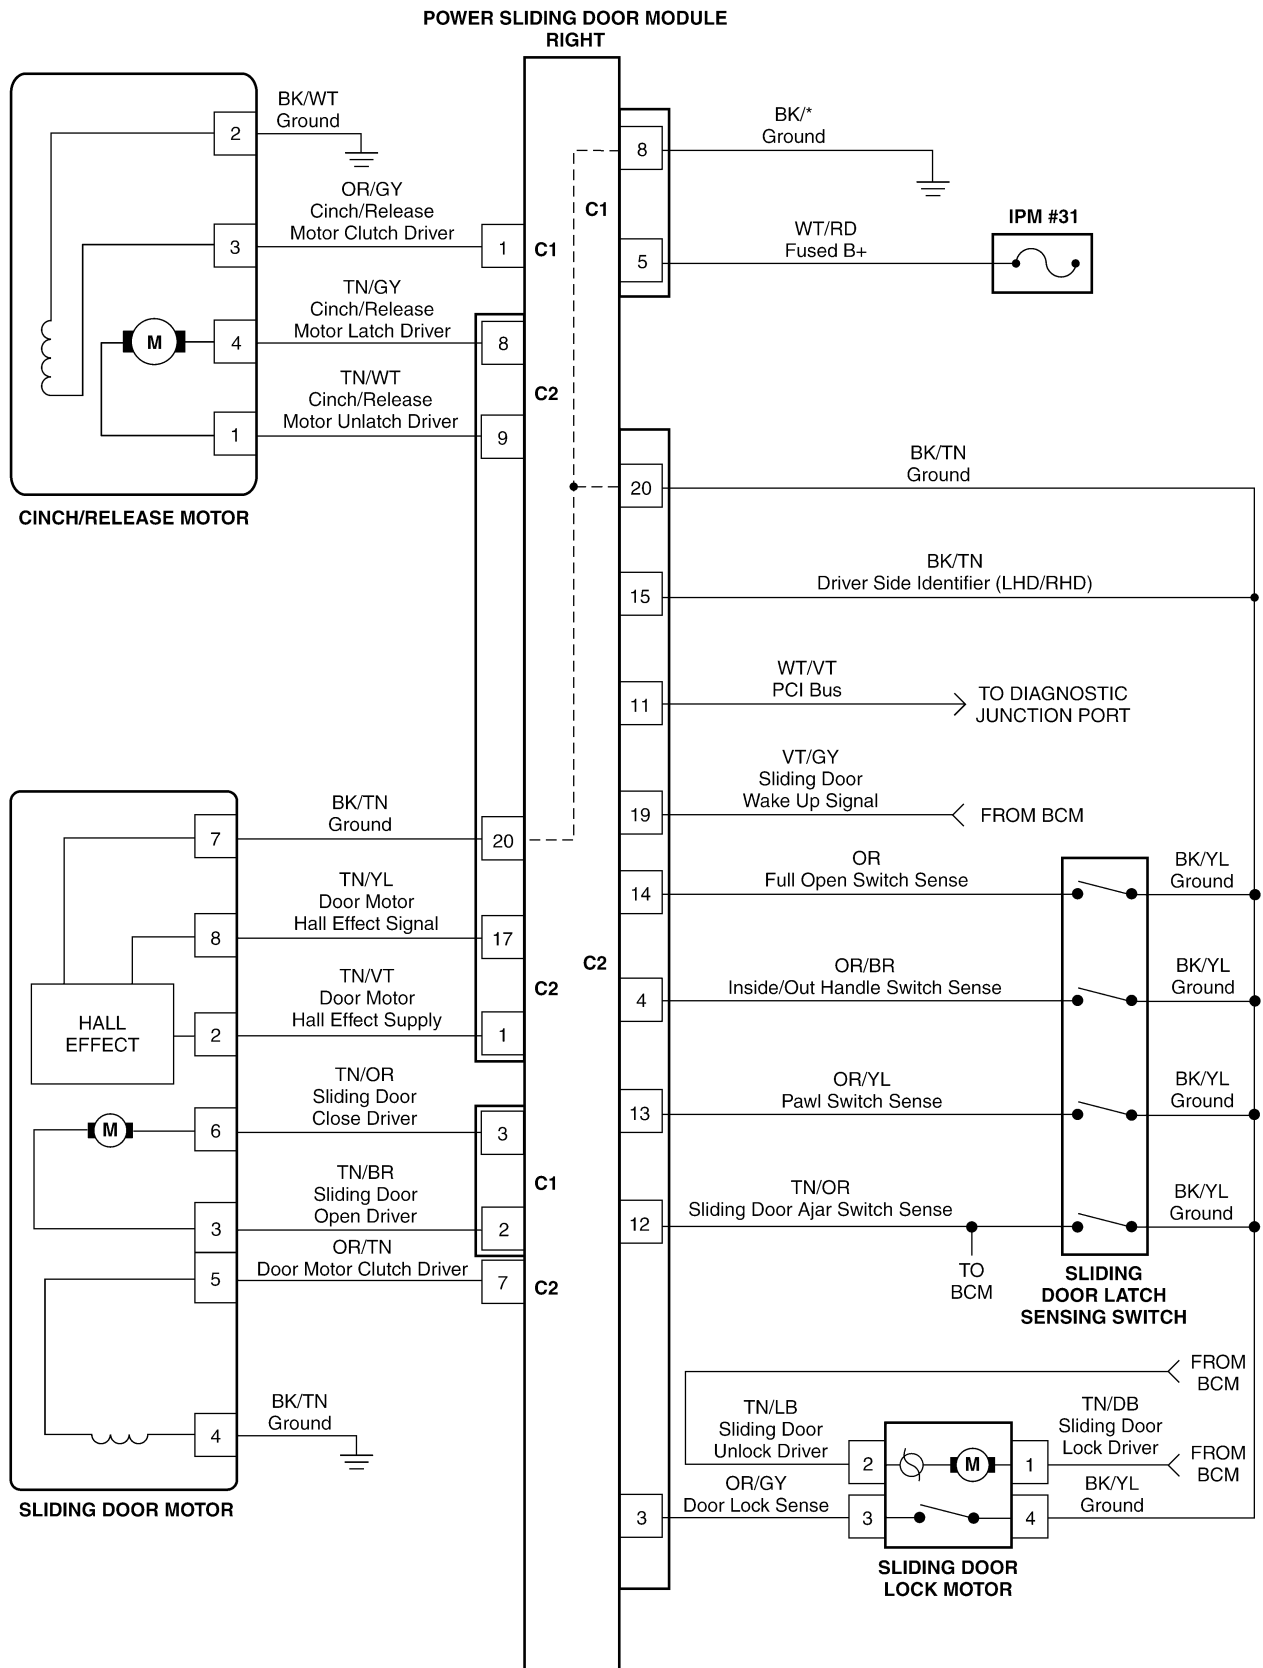 POWER SLIDING DOOR MODULE
RIGHT
BK/WT
Ground
2
OR/GY
Cinch/Release
Motor Clutch Driver
3
1
C1
TN/GY
Cinch/Release
Motor Latch Driver
M
4
8
C2
TN/WT
Cinch/Release
Motor Unlatch Driver
1
9
CINCH/RELEASE MOTOR
BK/*
Ground
8
C1
WT/RD
Fused B+
5
IPM #31
BK/TN
Ground
20
BK/TN
Driver Side Identifier (LHD/RHD)
15
WT/VT
PCI Bus
11
TO DIAGNOSTIC
JUNCTION PORT
VT/GY
Sliding Door
Wake Up Signal
19
FROM BCM
OR
Full Open Switch Sense
14
BK/YL
Ground
C2
OR/BR
Inside/Out Handle Switch Sense
4
BK/YL
Ground
OR/YL
Pawl Switch Sense
13
BK/YL
Ground
TN/OR
Sliding Door Ajar Switch Sense
12
BK/YL
Ground
TO
BCM
SLIDING
DOOR LATCH
SENSING SWITCH
BK/TN
Ground
7
20
TN/YL
Door Motor
Hall Effect Signal
8
17
C2
TN/VT
Door Motor
Hall Effect Supply
HALL
EFFECT
2
1
TN/OR
Sliding Door
Close Driver
M
6
3
C1
TN/BR
Sliding Door
Open Driver
3
2
OR/TN
Door Motor Clutch Driver
5
7
C2
BK/TN
Ground
4
SLIDING DOOR MOTOR
FROM
BCM
TN/LB
Sliding Door
Unlock Driver
2
M
1
TN/DB
Sliding Door
Lock Driver
FROM
BCM
OR/GY
Door Lock Sense
3
3
4
BK/YL
Ground
SLIDING DOOR
LOCK MOTOR